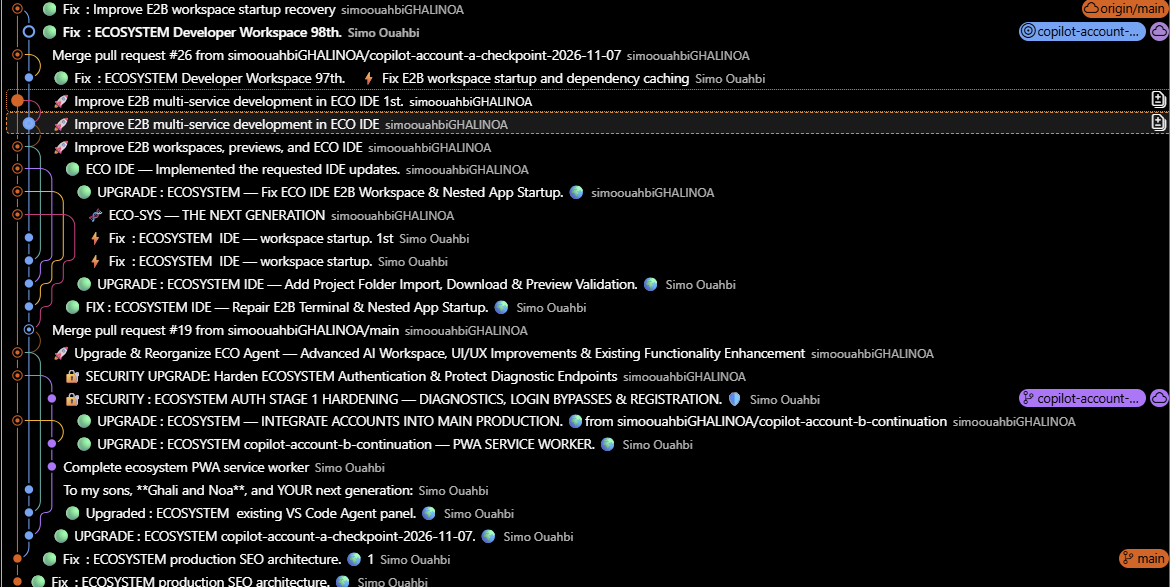 Fix : Improve E2B workspace startup recovery simoouahbiGHALINOA origin/main
Fix : ECOSYSTEM Developer Workspace 98th. Simo Ouahbi copilot-account-...
Merge pull request #26 from simoouahbiGHALINOA/copilot-account-a-checkpoint-2026-11-07 simoouahbiGHALINOA
Fix : ECOSYSTEM Developer Workspace 97th. ⚡ Fix E2B workspace startup and dependency caching Simo Ouahbi
🚀 Improve E2B multi-service development in ECO IDE 1st. simoouahbiGHALINOA
🚀 Improve E2B multi-service development in ECO IDE simoouahbiGHALINOA
🚀 Improve E2B workspaces, previews, and ECO IDE simoouahbiGHALINOA
ECO IDE — Implemented the requested IDE updates. simoouahbiGHALINOA
UPGRADE : ECOSYSTEM — Fix ECO IDE E2B Workspace & Nested App Startup. 🌍 simoouahbiGHALINOA
🧬 ECO-SYS — THE NEXT GENERATION simoouahbiGHALINOA
⚡ Fix : ECOSYSTEM IDE — workspace startup. 1st Simo Ouahbi
⚡ Fix : ECOSYSTEM IDE — workspace startup. Simo Ouahbi
UPGRADE : ECOSYSTEM IDE — Add Project Folder Import, Download & Preview Validation. 🌍 Simo Ouahbi
FIX : ECOSYSTEM IDE — Repair E2B Terminal & Nested App Startup. 🌍 Simo Ouahbi
Merge pull request #19 from simoouahbiGHALINOA/main simoouahbiGHALINOA
🚀 Upgrade & Reorganize ECO Agent — Advanced AI Workspace, UI/UX Improvements & Existing Functionality Enhancement simoouahbiGHALINOA
🔐 SECURITY UPGRADE: Harden ECOSYSTEM Authentication & Protect Diagnostic Endpoints simoouahbiGHALINOA
🔐 SECURITY : ECOSYSTEM AUTH STAGE 1 HARDENING — DIAGNOSTICS, LOGIN BYPASSES & REGISTRATION. 🛡️ Simo Ouahbi copilot-account-...
UPGRADE : ECOSYSTEM — INTEGRATE ACCOUNTS INTO MAIN PRODUCTION. 🌍 from simoouahbiGHALINOA/copilot-account-b-continuation simoouahbiGHALINOA
UPGRADE : ECOSYSTEM copilot-account-b-continuation — PWA SERVICE WORKER. 🌍 Simo Ouahbi
Complete ecosystem PWA service worker Simo Ouahbi
To my sons, **Ghali and Noa**, and YOUR next generation: Simo Ouahbi
Upgraded : ECOSYSTEM existing VS Code Agent panel. 🌍 Simo Ouahbi
UPGRADE : ECOSYSTEM copilot-account-a-checkpoint-2026-11-07. 🌍 Simo Ouahbi
Fix : ECOSYSTEM production SEO architecture. 🌍 1 Simo Ouahbi main
Fix : ECOSYSTEM production SEO architecture. 🌍 Simo Ouahbi